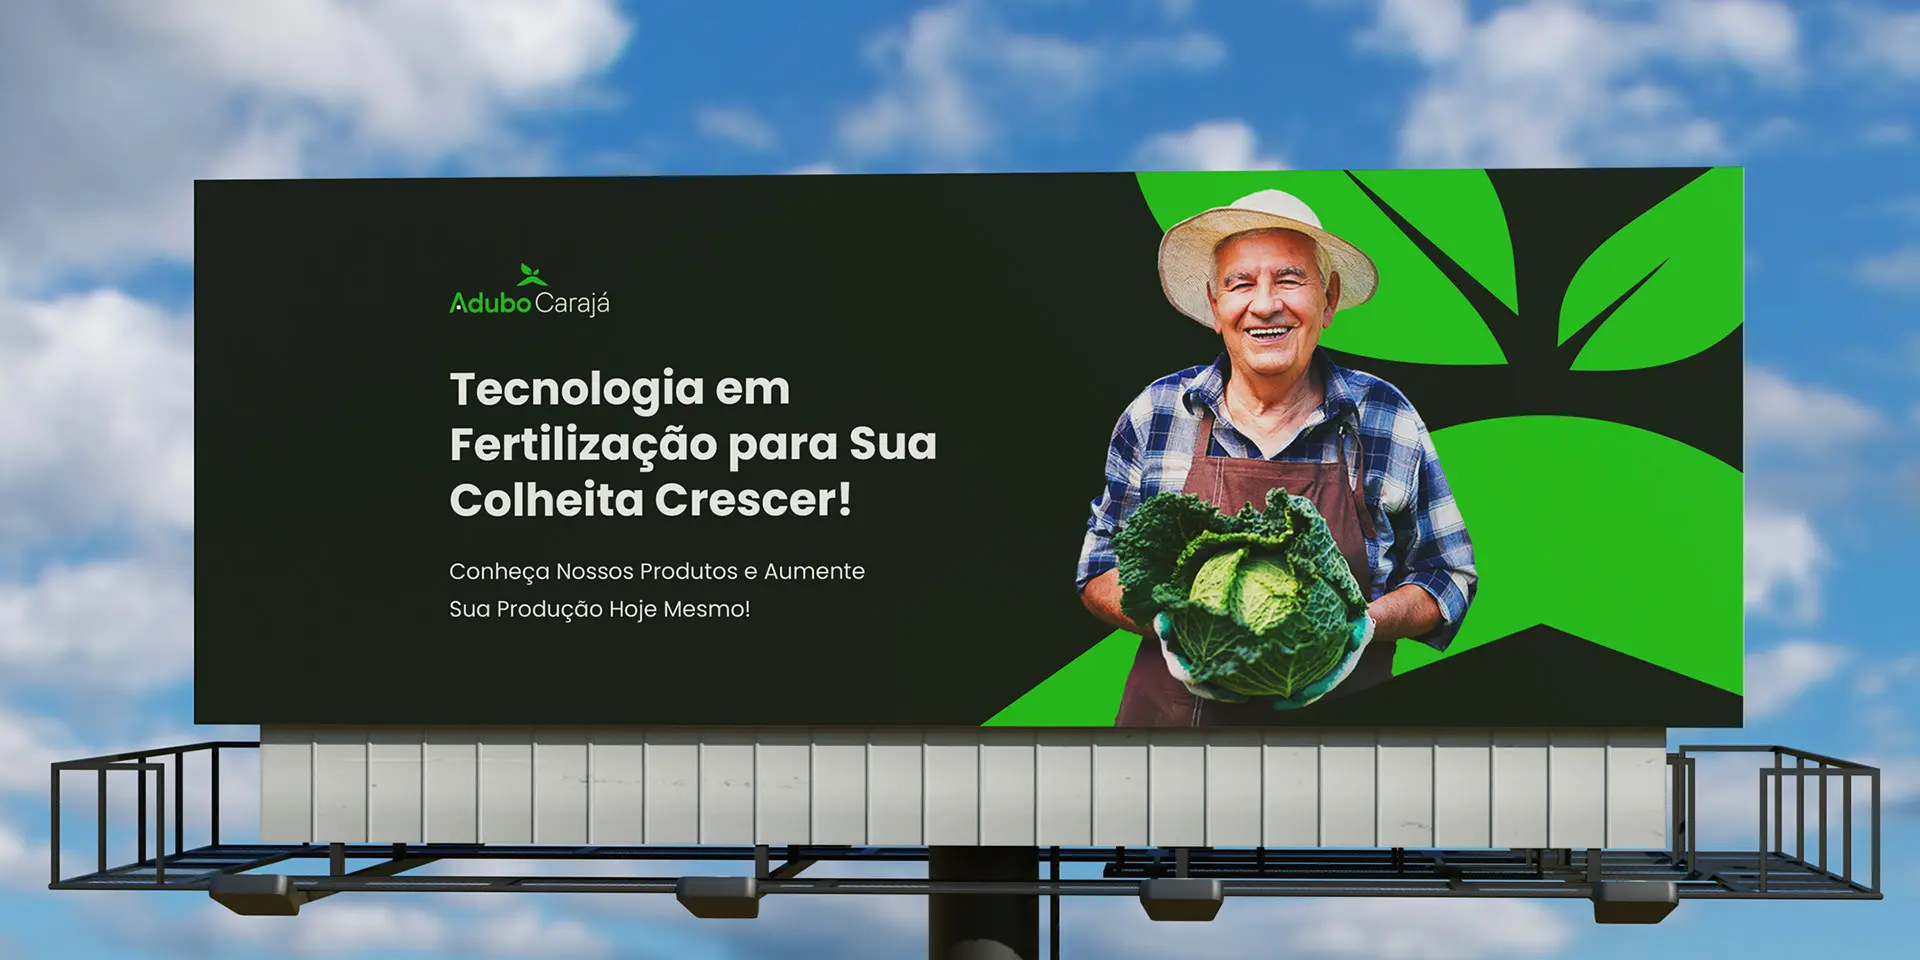 Adubo Carajá
Tecnologia em
Fertilização para Sua
Colheita Crescer!
Conheça Nossos Produtos e Aumente
Sua Produção Hoje Mesmo!